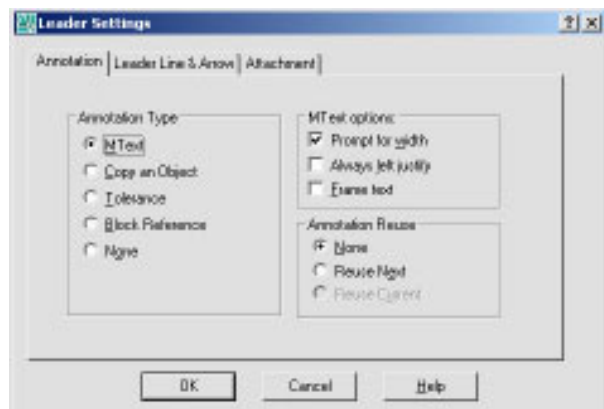 Leader Settings
Annotation Leader Line & Arrow Attachment
Annotation Type
MText
Copy an Object
Tolerance
Block Reference
None
MText options:
Prompt for width
Always left justify
Frame text
Annotation Reuse
None
Reuse Next
Reuse Current
OK Cancel Help